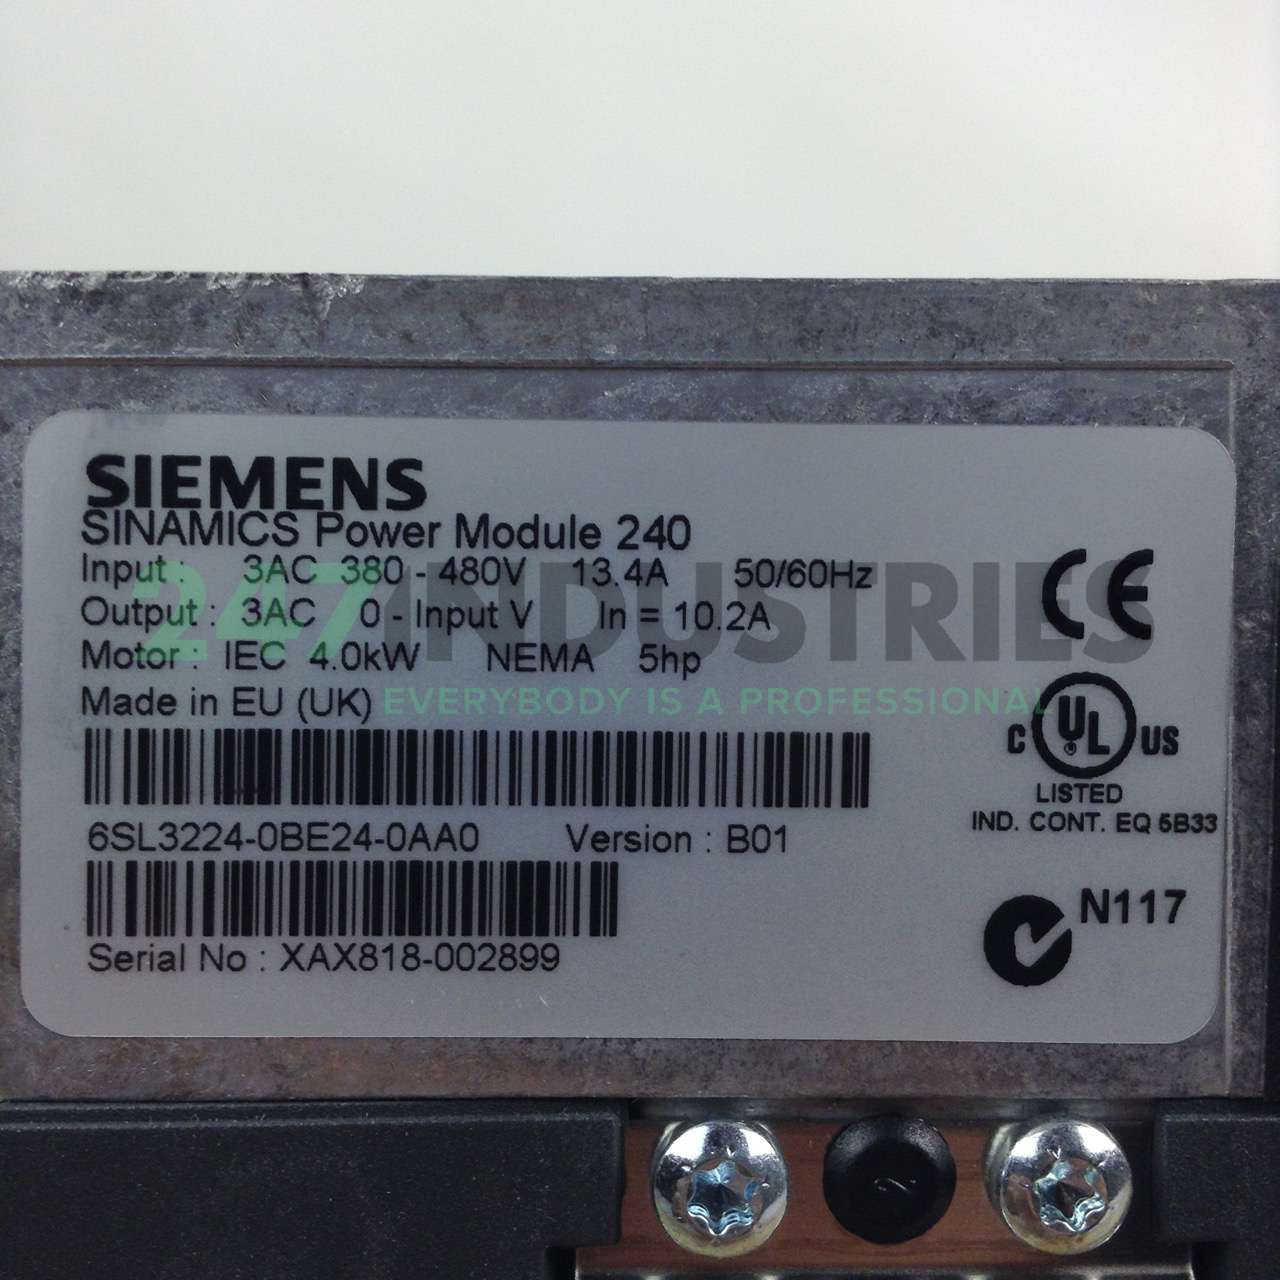 SIEMENS
SINAMICS Power Module 240
Input : 3AC 380 - 480V 13.4A 50/60Hz
Output : 3AC 0 - Input V In = 10.2A
Motor : IEC 4.0kW NEMA 5hp
Made in EU (UK)
247INDUSTRIES
EVERYBODY IS A PROFESSIONAL
6SL3224-0BE24-0AA0 Version : B01
Serial No : XAX818-002899
CE
C UL US
®
LISTED
IND. CONT. EQ 5B33
N117